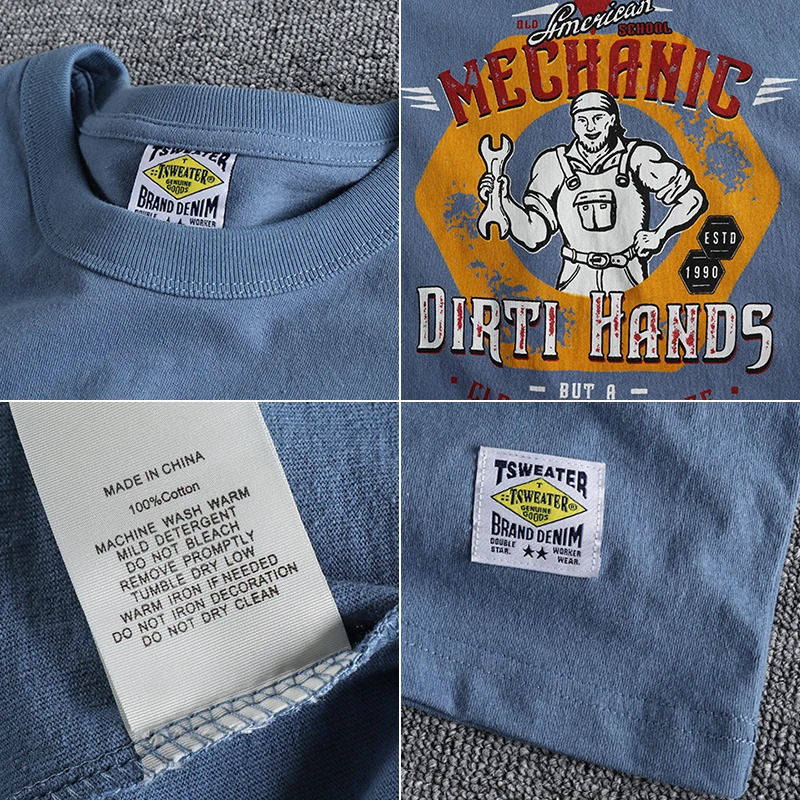 TSWEATER
T
::TSWEATER®
GENUINE
GOODS
BRAND DENIM
DOUBLE
WORKER
OLD American SCHOOL
MECHANIC
ESTD
1990
DIRTI HANDS
BUT A
MADE IN CHINA
100%Cotton
MACHINE WASH WARM
MILD DETERGENT
DO NOT BLEACH
REMOVE PROMPTLY
TUMBLE DRY LOW
WARM IRON IF NEEDED
DO NOT IRON DECORATION
DO NOT DRY CLEAN
TSWEATER
T
::TSWEATER®
GENUINE
GOODS
BRAND DENIM
DOUBLE WORKER
STAR. ★★ WEAR.